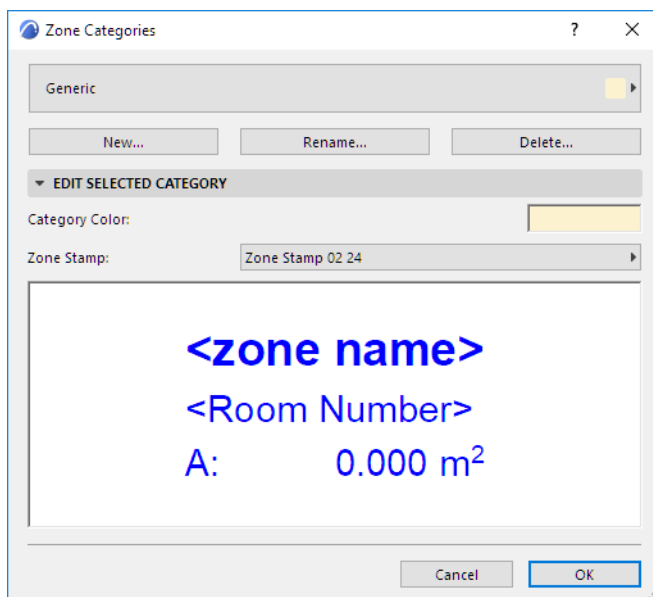 Zone Categories
?
Generic
New... Rename... Delete...
EDIT SELECTED CATEGORY
Category Color:
Zone Stamp: Zone Stamp 02 24
<zone name>
<Room Number>
A: 0.000 m²
Cancel OK